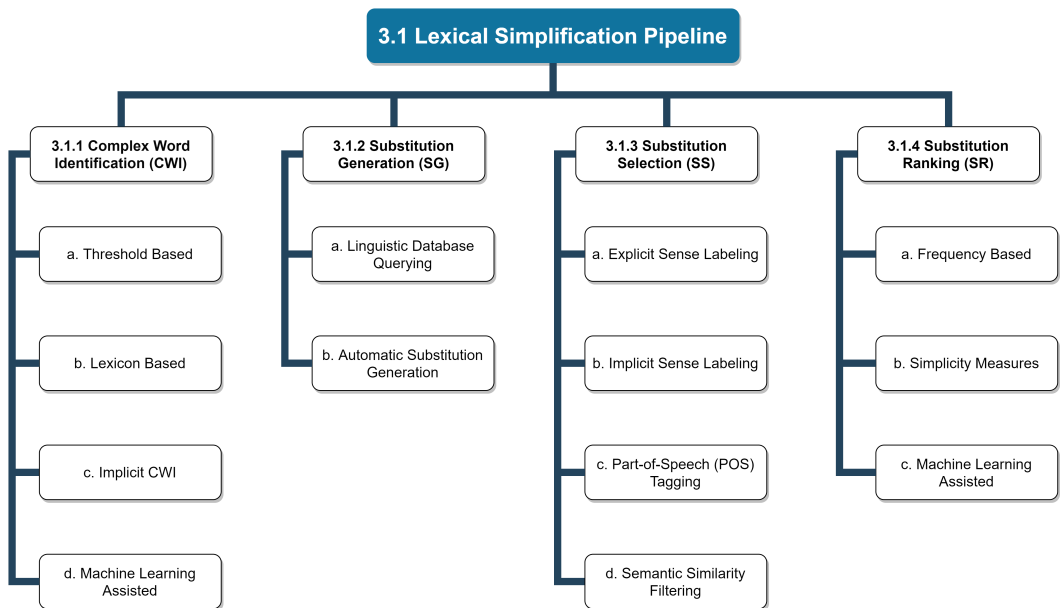 3.1 Lexical Simplification Pipeline
3.1.1 Complex Word
Identification (CWI)
a. Threshold Based
b. Lexicon Based
c. Implicit CWI
d. Machine Learning
Assisted
3.1.2 Substitution
Generation (SG)
a. Linguistic Database
Querying
b. Automatic Substitution
Generation
3.1.3 Substitution
Selection (SS)
a. Explicit Sense Labeling
b. Implicit Sense Labeling
c. Part-of-Speech (POS)
Tagging
d. Semantic Similarity
Filtering
3.1.4 Substitution
Ranking (SR)
a. Frequency Based
b. Simplicity Measures
c. Machine Learning
Assisted